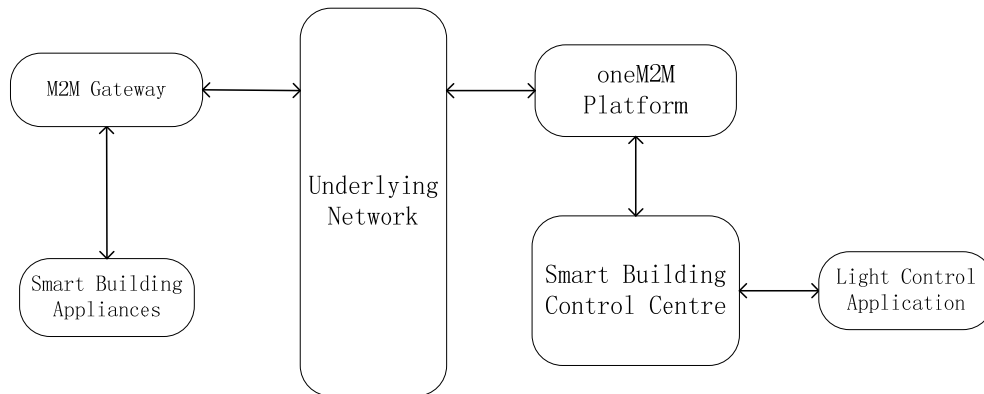 M2M Gateway
Smart Building
Appliances
Underlying
Network
oneM2M
Platform
Smart Building
Control Centre
Light Control
Application